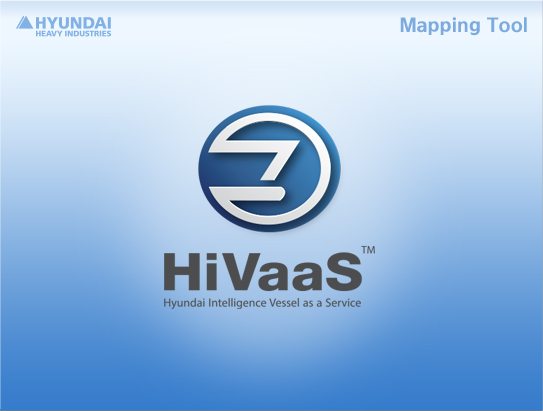 HYUNDAI
HEAVY INDUSTRIES
Mapping Tool
HiVaaS™
Hyundai Intelligence Vessel as a Service